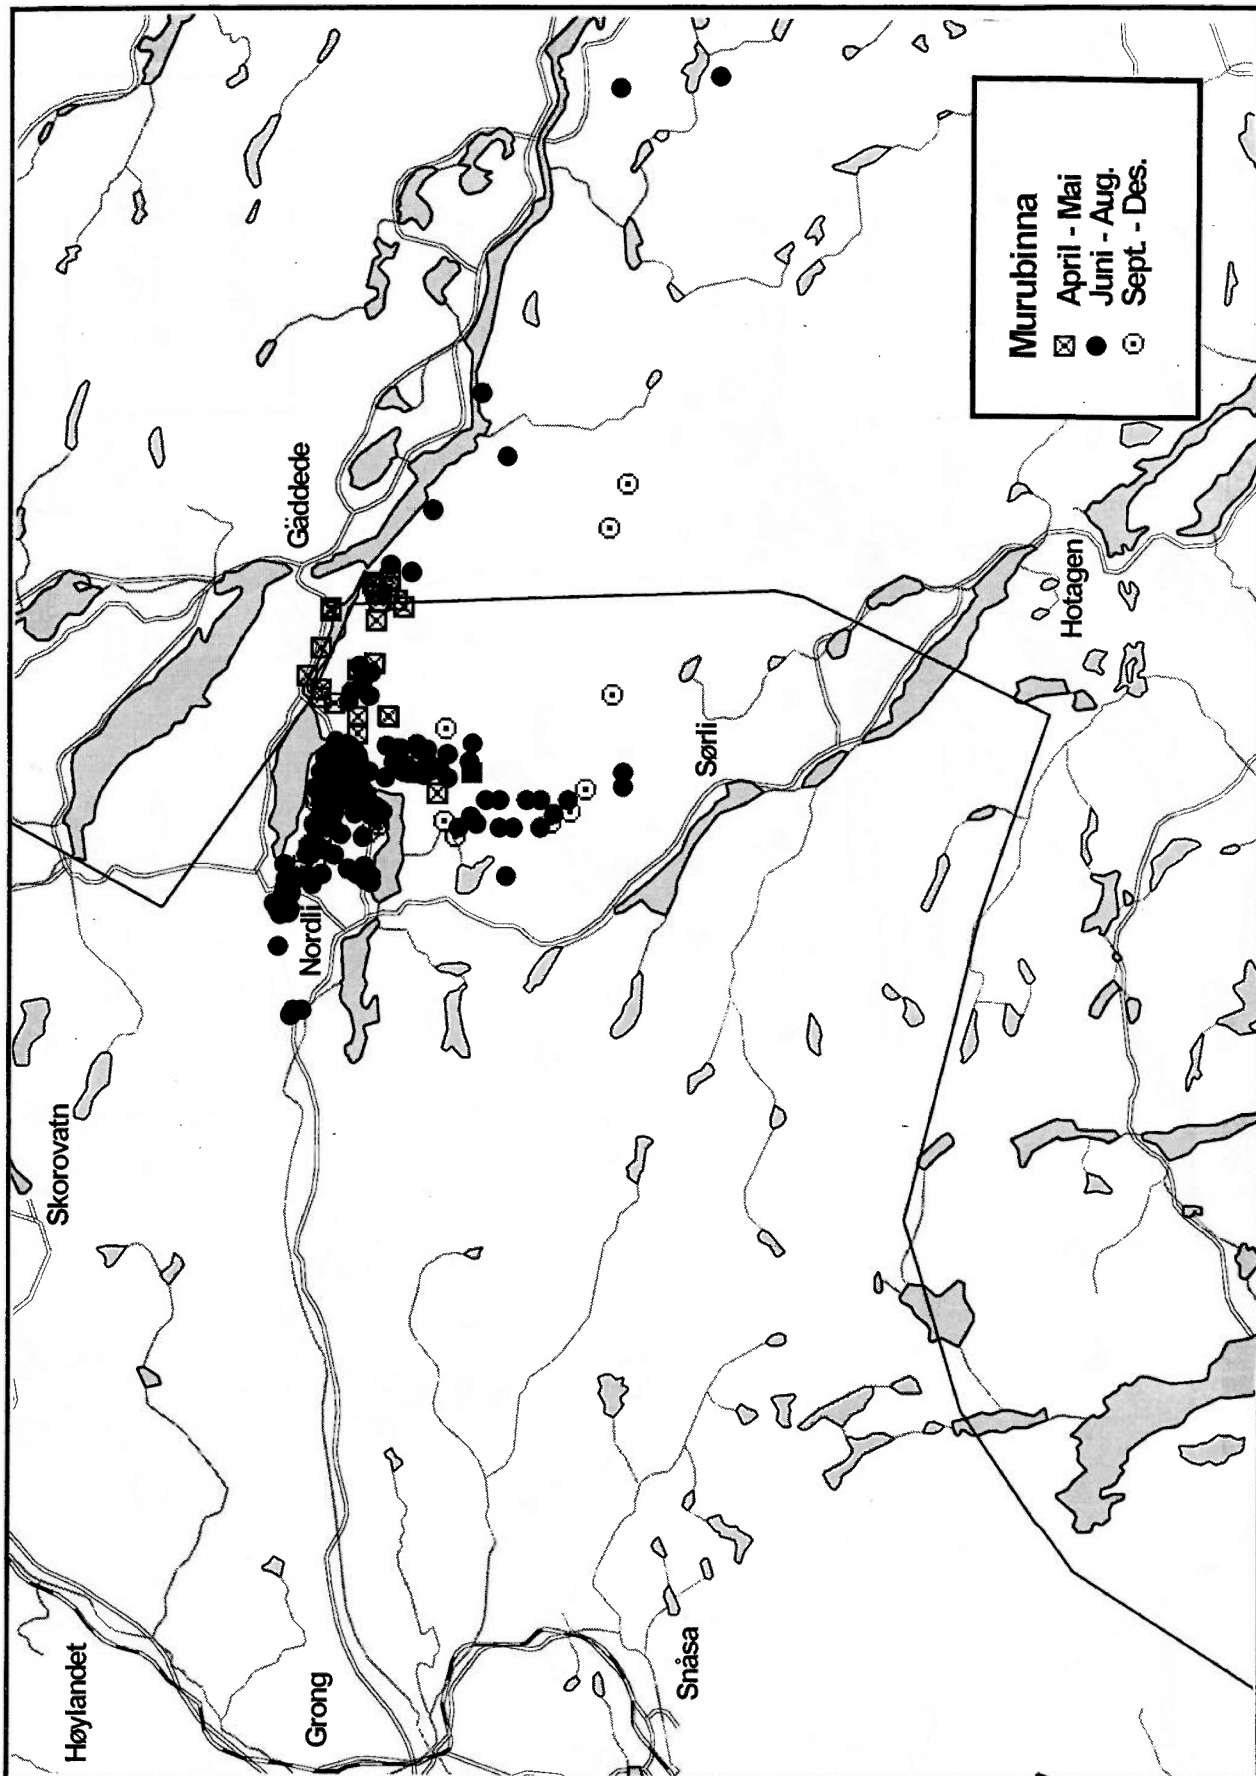 Høylandet
Skorovatn
Grong
Nordli
Gäddede
Snåsa
Sørli
Hotagen
Murubinna
April - Mai
Juni - Aug.
Sept. - Des.